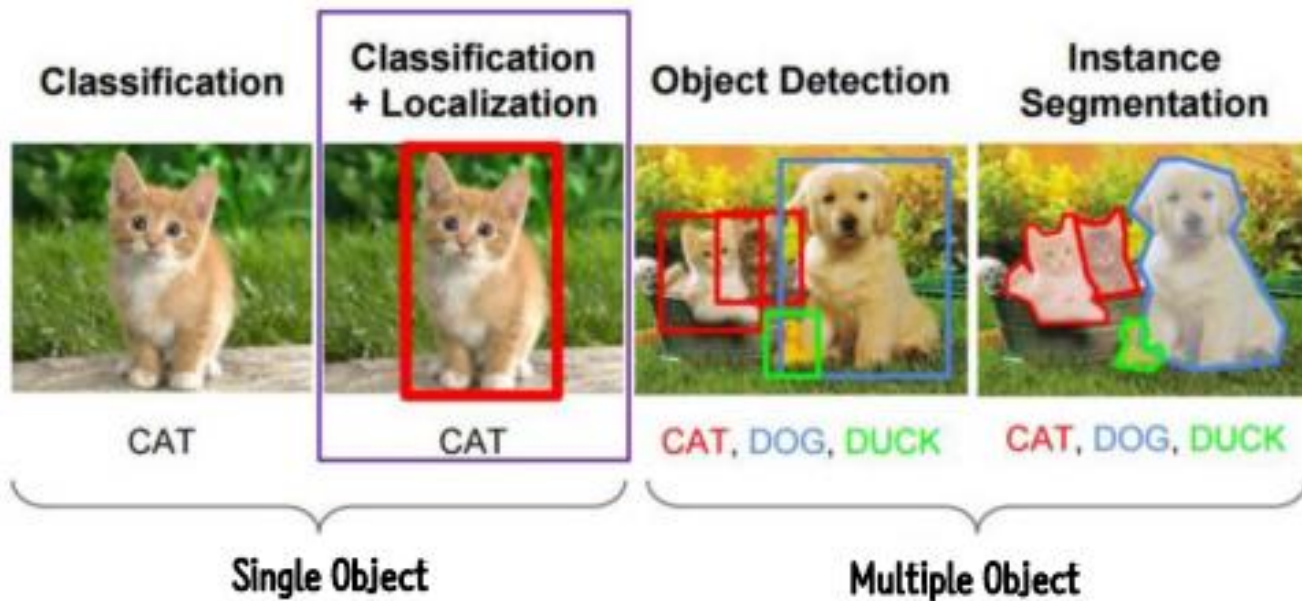 Classification
Classification
+ Localization
Object Detection
Instance
Segmentation
CAT
CAT
CAT, DOG, DUCK
CAT, DOG, DUCK
Single Object
Multiple Object